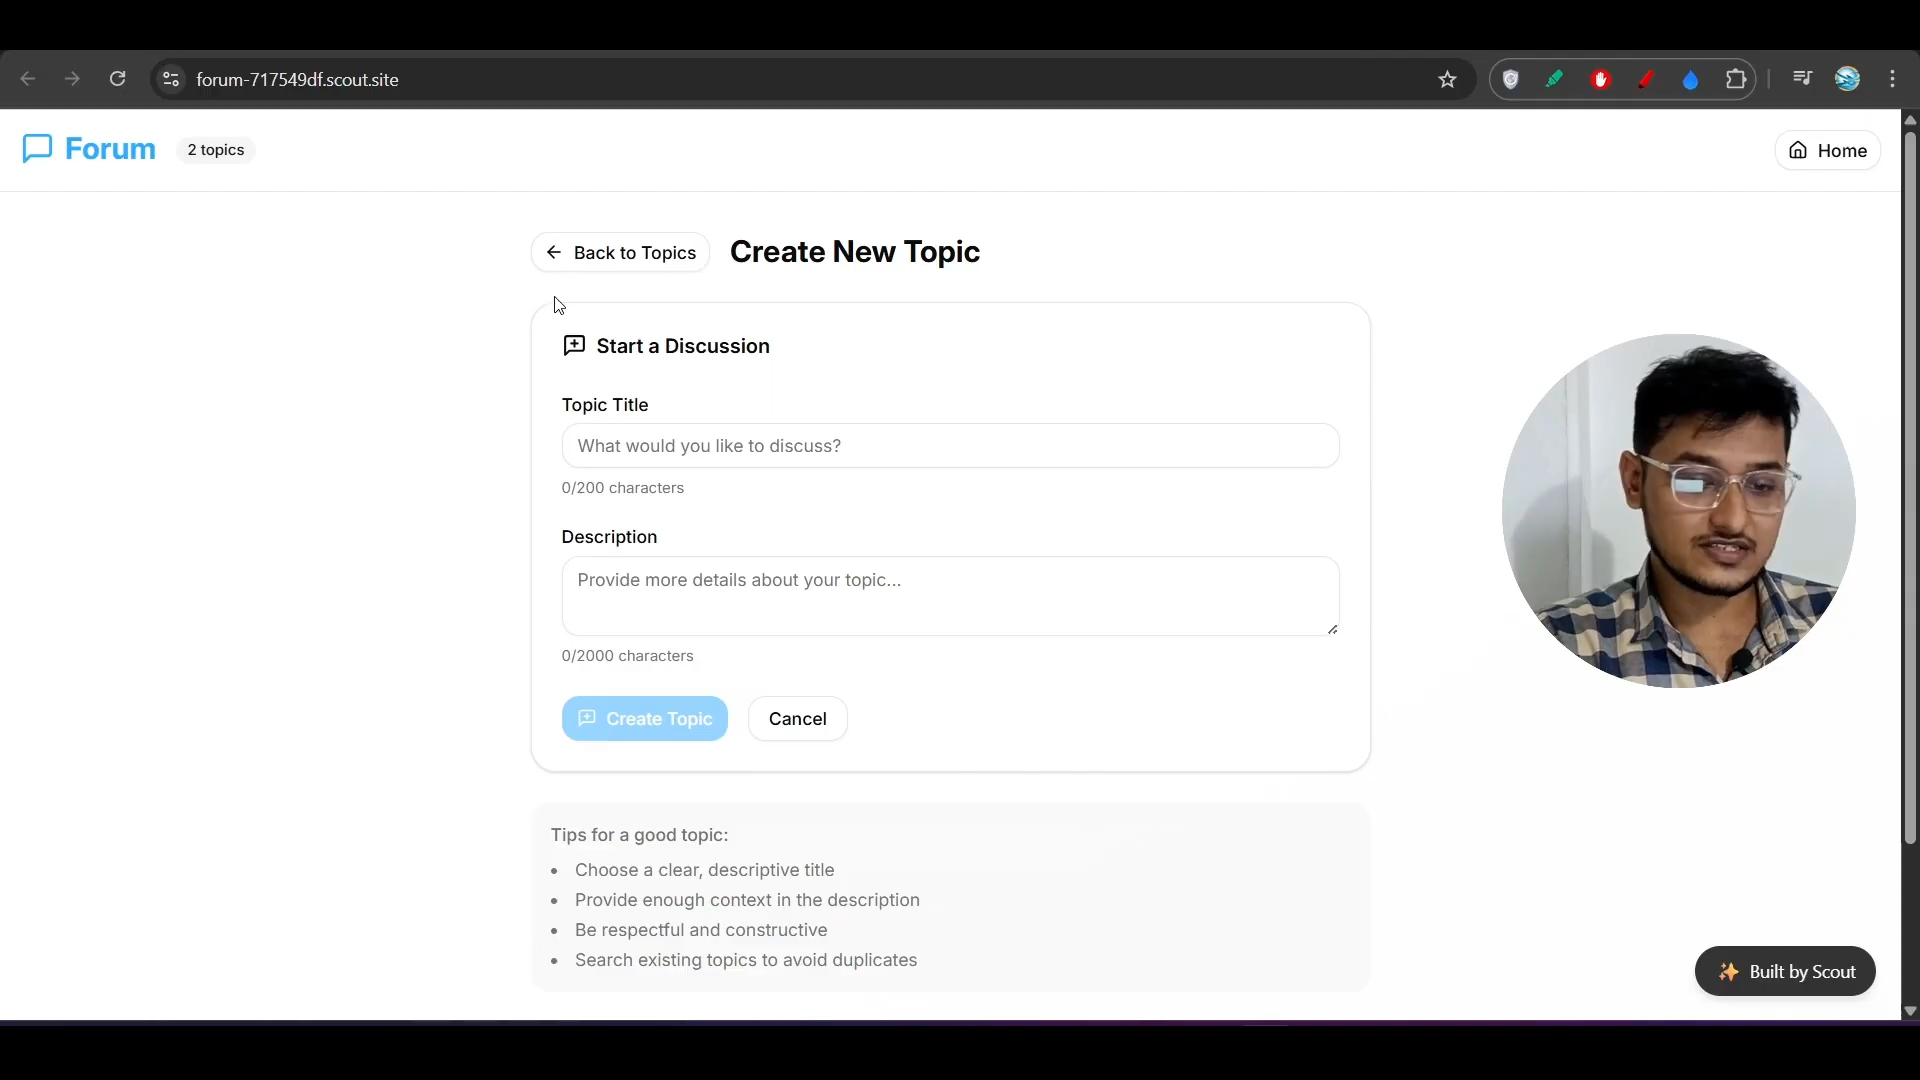 forum-717549df.scout.site
Forum
2 topics
Home
Back to Topics
Create New Topic
Start a Discussion
Topic Title
What would you like to discuss?
0/200 characters
Description
Provide more details about your topic...
0/2000 characters
Create Topic
Cancel
Tips for a good topic:
Choose a clear, descriptive title
Provide enough context in the description
Be respectful and constructive
Search existing topics to avoid duplicates
Built by Scout